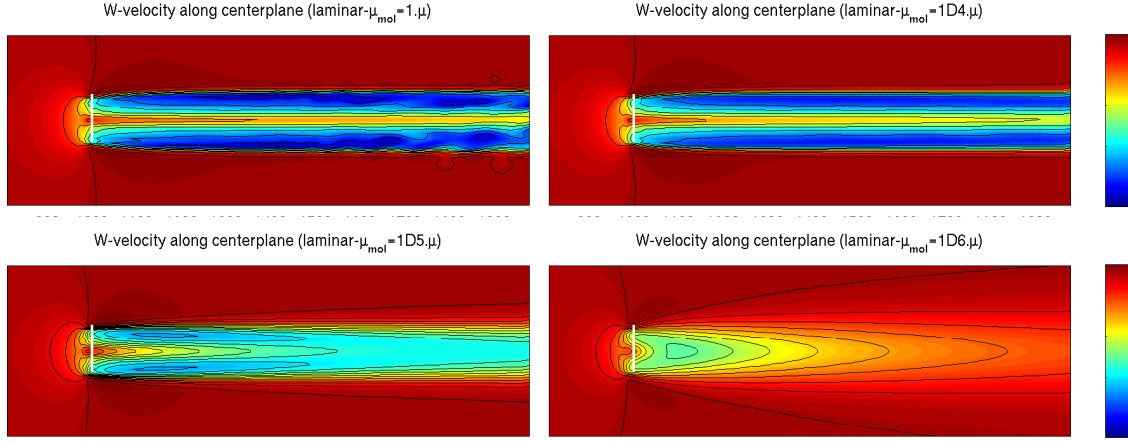 W-velocity along centerplane (laminar-μmol=1.μ)
W-velocity along centerplane (laminar-μmol=1D4.μ)
W-velocity along centerplane (laminar-μmol=1D5.μ)
W-velocity along centerplane (laminar-μmol=1D6.μ)